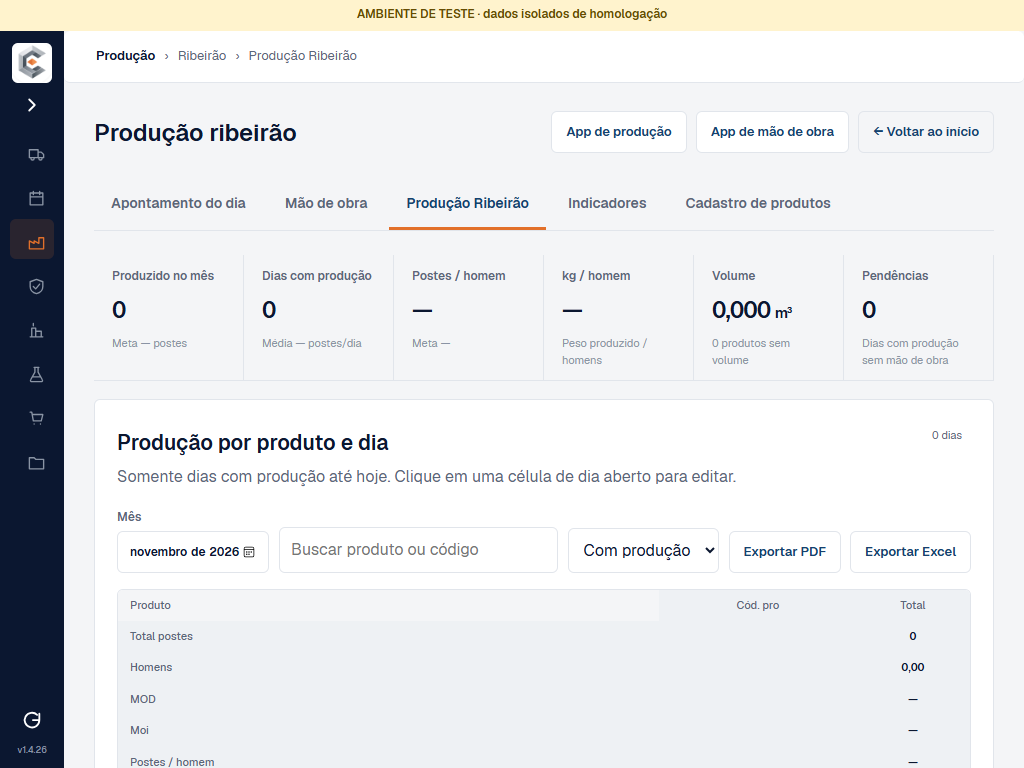 AMBIENTE DE TESTE · dados isolados de homologação
Produção › Ribeirão › Produção Ribeirão
Produção ribeirão
App de produção
App de mão de obra
← Voltar ao início
Apontamento do dia
Mão de obra
Produção Ribeirão
Indicadores
Cadastro de produtos
Produzido no mês
0
Meta — postes
Dias com produção
0
Média — postes/dia
Postes / homem
—
Meta —
kg / homem
—
Peso produzido /
homens
Volume
0,000 m³
0 produtos sem
volume
Pendências
0
Dias com produção
sem mão de obra
Produção por produto e dia
0 dias
Somente dias com produção até hoje. Clique em uma célula de dia aberto para editar.
Mês
novembro de 2026
Buscar produto ou código
Com produção
Exportar PDF
Exportar Excel
Produto Cód. pro Total
Total postes 0
Homens 0,00
MOD —
Moi —
Postes / homem —
v1.4.26